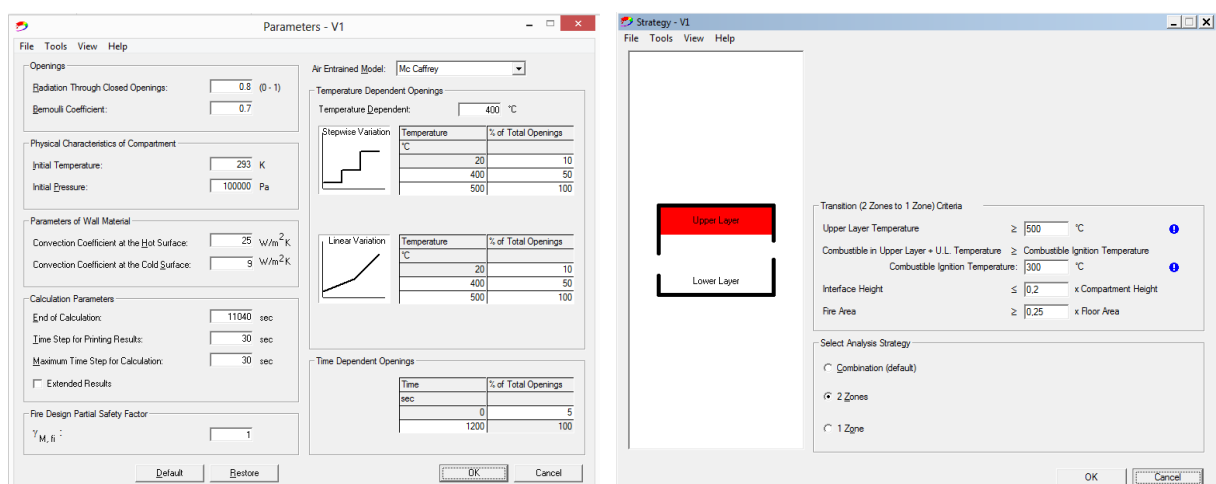 Parameters - V1
File Tools View Help
Openings
Radiation Through Closed Openings: 0.8 (0 - 1)
Bernoulli Coefficient: 0.7
Physical Characteristics of Compartment
Initial Temperature: 293 K
Initial Pressure: 100000 Pa
Parameters of Wall Material
Convection Coefficient at the Hot Surface: 25 W/m²K
Convection Coefficient at the Cold Surface: 9 W/m²K
Calculation Parameters
End of Calculation: 11040 sec
Time Step for Printing Results: 30 sec
Maximum Time Step for Calculation: 30 sec
Extended Results
Fire Design Partial Safety Factor
γM, fi : 1
Default Restore
Air Entrained Model: Mc Caffrey
Temperature Dependent Openings
Temperature Dependent: 400 °C
Stepwise Variation
Temperature % of Total Openings
°C
20 10
400 50
500 100
Linear Variation
Temperature % of Total Openings
°C
20 10
400 50
500 100
Time Dependent Openings
Time % of Total Openings
sec
0 5
1200 100
OK Cancel
Strategy - V1
File Tools View Help
Upper Layer
Lower Layer
Transition (2 Zones to 1 Zone) Criteria
Upper Layer Temperature ≥ 500 °C
Combustible in Upper Layer + U.L. Temperature ≥ Combustible Ignition Temperature
Combustible Ignition Temperature: 300 °C
Interface Height ≤ 0,2 x Compartment Height
Fire Area ≥ 0,25 x Floor Area
Select Analysis Strategy
Combination (default)
2 Zones
1 Zone
OK Cancel